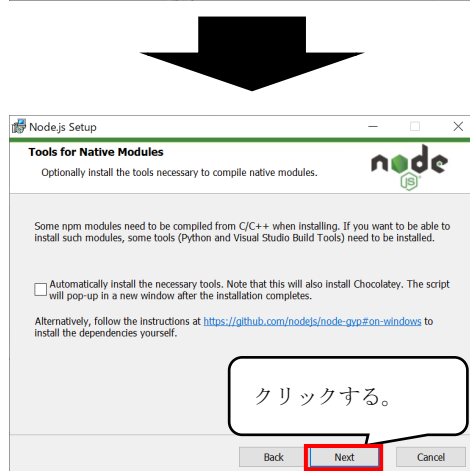 Node.js Setup
Tools for Native Modules
Optionally install the tools necessary to compile native modules.
node
JS
Some npm modules need to be compiled from C/C++ when installing. If you want to be able to
install such modules, some tools (Python and Visual Studio Build Tools) need to be installed.
Automatically install the necessary tools. Note that this will also install Chocolatey. The script
will pop-up in a new window after the installation completes.
Alternatively, follow the instructions at https://github.com/nodejs/node-gyp#on-windows to
install the dependencies yourself.
クリックする。
Back Next Cancel